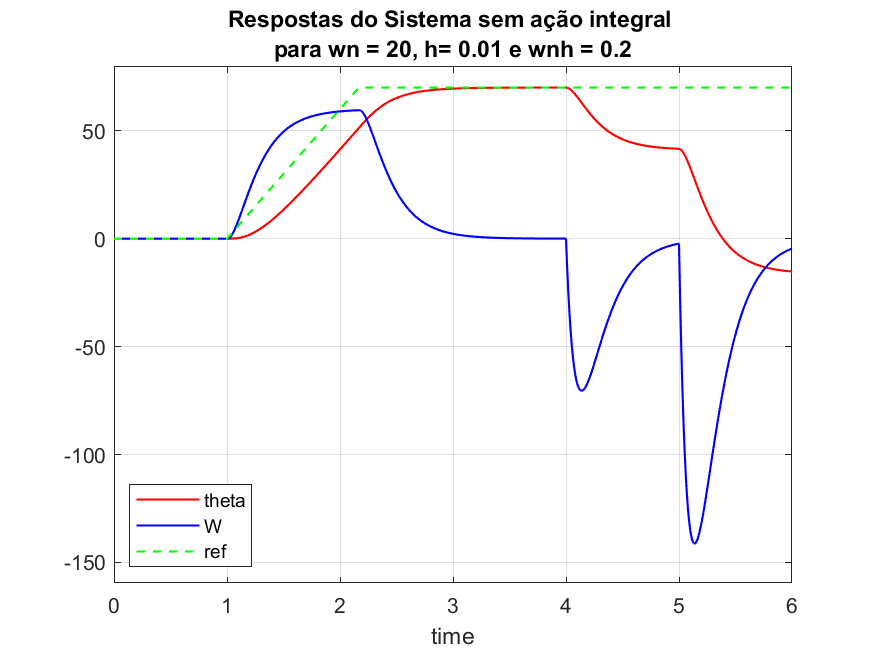 Respostas do Sistema sem ação integral
para wn = 20, h= 0.01 e wnh = 0.2
50
0
-50
-100
-150
theta
W
ref
0 1 2 3 4 5 6
time